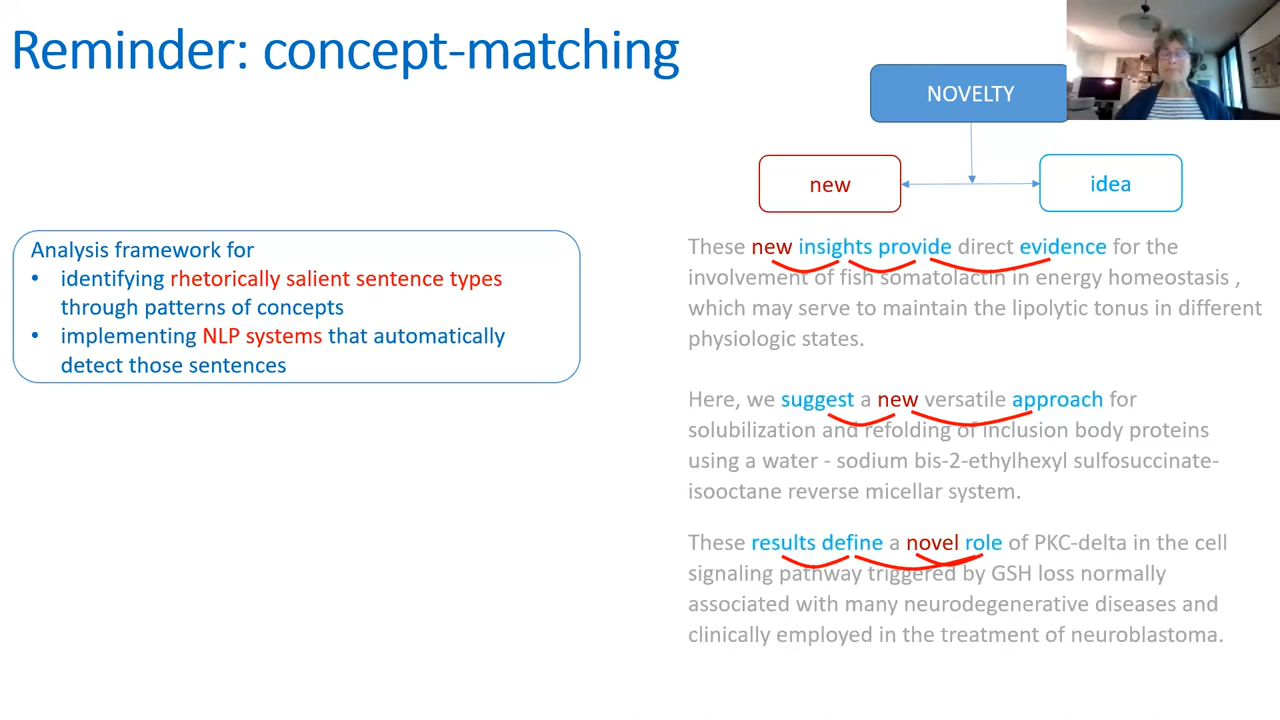 Reminder: concept-matching
NOVELTY
new
idea
Analysis framework for
• identifying rhetorically salient sentence types
through patterns of concepts
• implementing NLP systems that automatically
detect those sentences
These new insights provide direct evidence for the
involvement of fish somatolactin in energy homeostasis ,
which may serve to maintain the lipolytic tonus in different
physiologic states.
Here, we suggest a new versatile approach for
solubilization and refolding of inclusion body proteins
using a water - sodium bis-2-ethylhexyl sulfosuccinate-
isooctane reverse micellar system.
These results define a novel role of PKC-delta in the cell
signaling pathway triggered by GSH loss normally
associated with many neurodegenerative diseases and
clinically employed in the treatment of neuroblastoma.